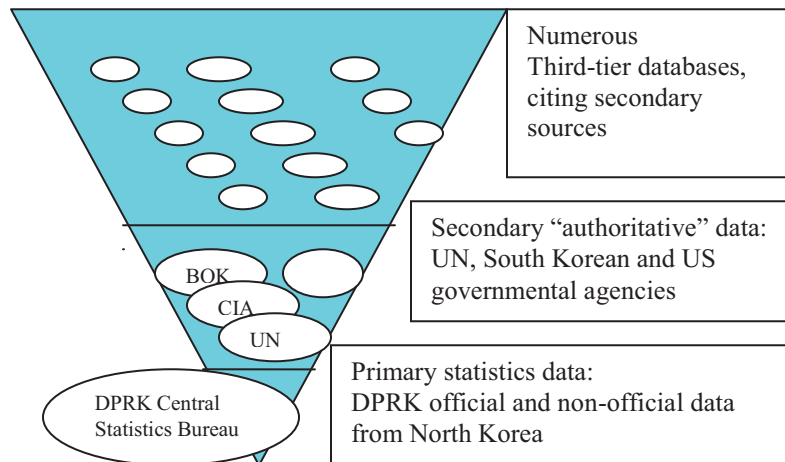 Numerous
Third-tier databases,
citing secondary
sources
Secondary “authoritative” data:
UN, South Korean and US
governmental agencies
BOK
CIA
UN
Primary statistics data:
DPRK official and non-official data
from North Korea
DPRK Central
Statistics Bureau